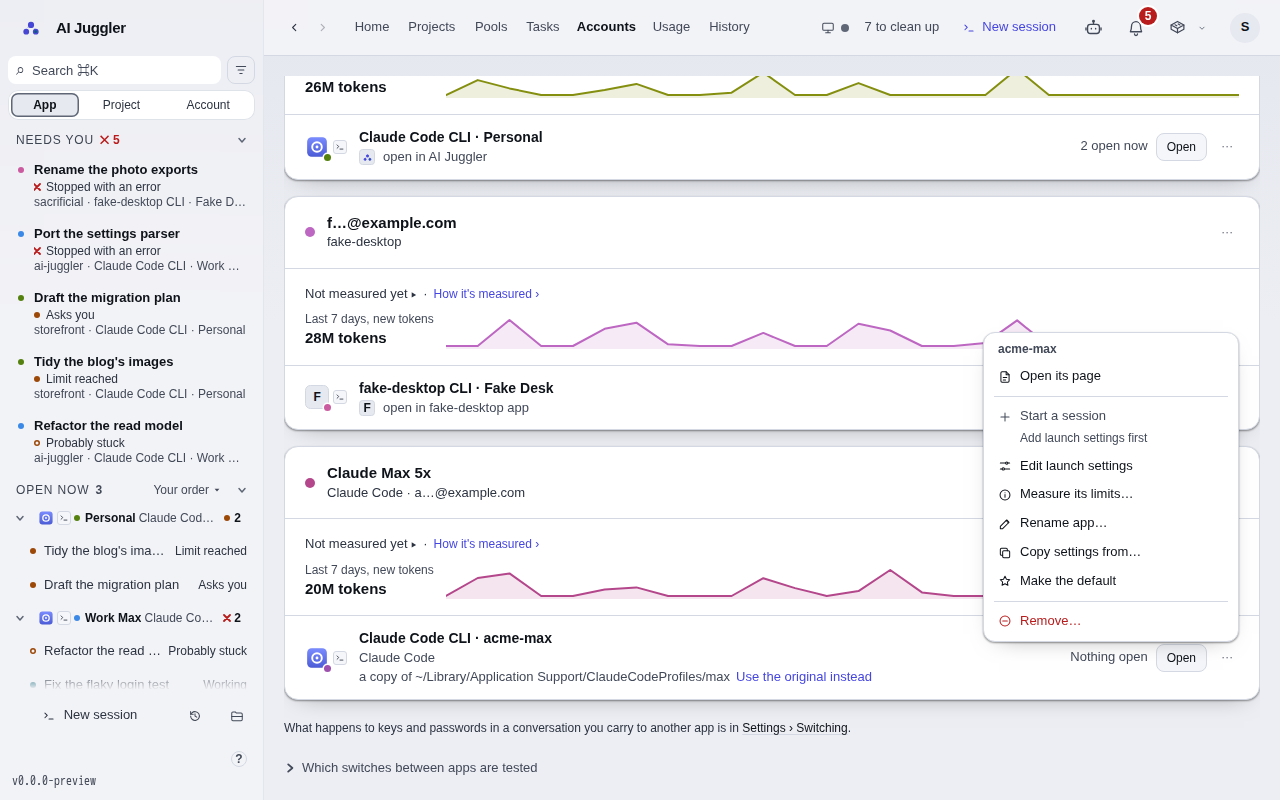 AI Juggler
Search ⌘K
App Project Account
NEEDS YOU 5
Rename the photo exports
Stopped with an error
sacrificial · fake-desktop CLI · Fake D…
Port the settings parser
Stopped with an error
ai-juggler · Claude Code CLI · Work …
Draft the migration plan
Asks you
storefront · Claude Code CLI · Personal
Tidy the blog's images
Limit reached
storefront · Claude Code CLI · Personal
Refactor the read model
Probably stuck
ai-juggler · Claude Code CLI · Work …
OPEN NOW 3 Your order
Personal Claude Cod… 2
Tidy the blog's ima… Limit reached
Draft the migration plan Asks you
Work Max Claude Co… 2
Refactor the read … Probably stuck
Fix the flaky login test Working
New session
?
v0.0.0-preview
Home Projects Pools Tasks Accounts Usage History 7 to clean up New session 5 S
26M tokens
Claude Code CLI · Personal
open in AI Juggler
2 open now Open …
f…@example.com
fake-desktop
…
Not measured yet ▸ · How it's measured ›
Last 7 days, new tokens
28M tokens
F
fake-desktop CLI · Fake Desk
F open in fake-desktop app
Claude Max 5x
Claude Code · a…@example.com
Not measured yet ▸ · How it's measured ›
Last 7 days, new tokens
20M tokens
Claude Code CLI · acme-max
Claude Code
a copy of ~/Library/Application Support/ClaudeCodeProfiles/max Use the original instead
Nothing open Open …
acme-max
Open its page
Start a session
Add launch settings first
Edit launch settings
Measure its limits…
Rename app…
Copy settings from…
Make the default
Remove…
What happens to keys and passwords in a conversation you carry to another app is in Settings › Switching.
Which switches between apps are tested